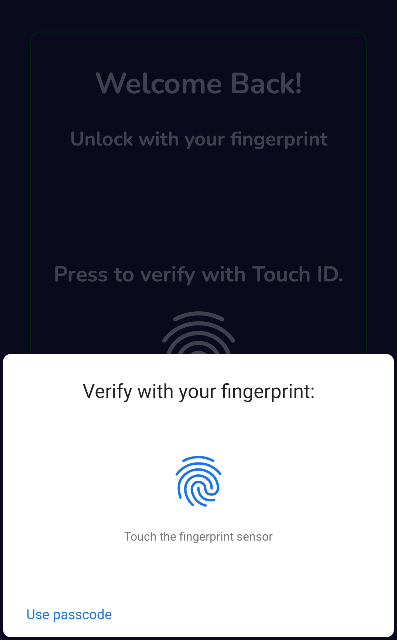 Welcome Back!
Unlock with your fingerprint
Press to verify with Touch ID.
Verify with your fingerprint:
Touch the fingerprint sensor
Use passcode